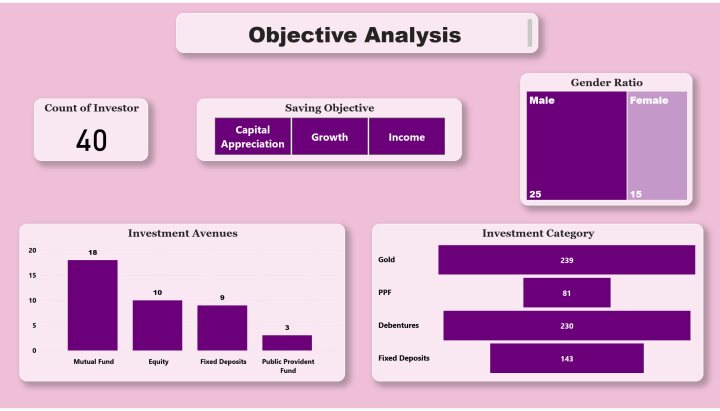 Objective Analysis
Count of Investor
40
Saving Objective
Capital
Appreciation
Growth
Income
Gender Ratio
Male
Female
25
15
Investment Avenues
20
15
10
5
0
18
10
9
3
Mutual Fund
Equity
Fixed Deposits
Public Provident
Fund
Investment Category
Gold
239
PPF
81
Debentures
230
Fixed Deposits
143